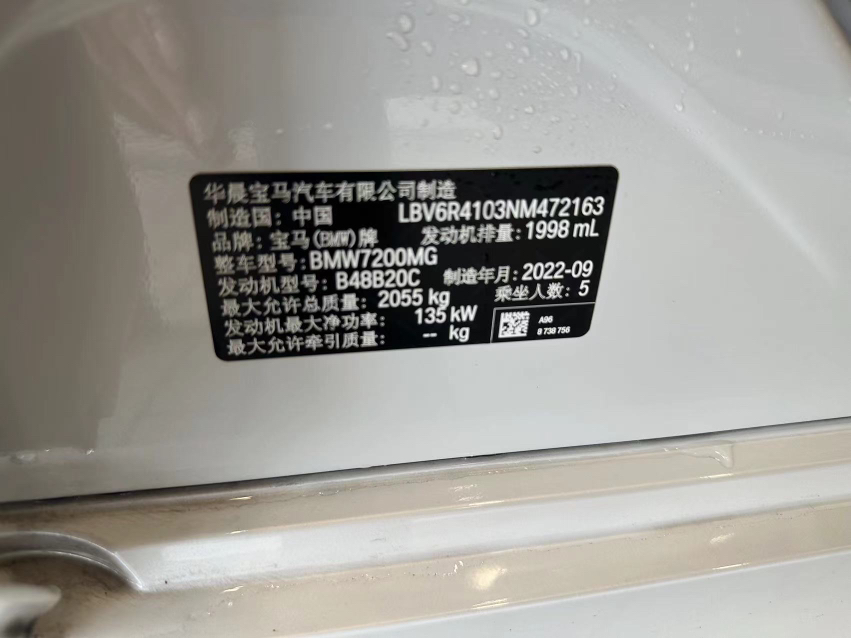 华晨宝马汽车有限公司制造
制造国: 中国 LBV6R4103NM472163
品牌: 宝马(BMW)牌 发动机排量: 1998 mL
整车型号: BMW7200MG
发动机型号: B48B20C 制造年月: 2022-09
最大允许总质量: 2055 kg 乘坐人数: 5
发动机最大净功率: 135 kW
最大允许牵引质量: -- kg
A96
8 738 756